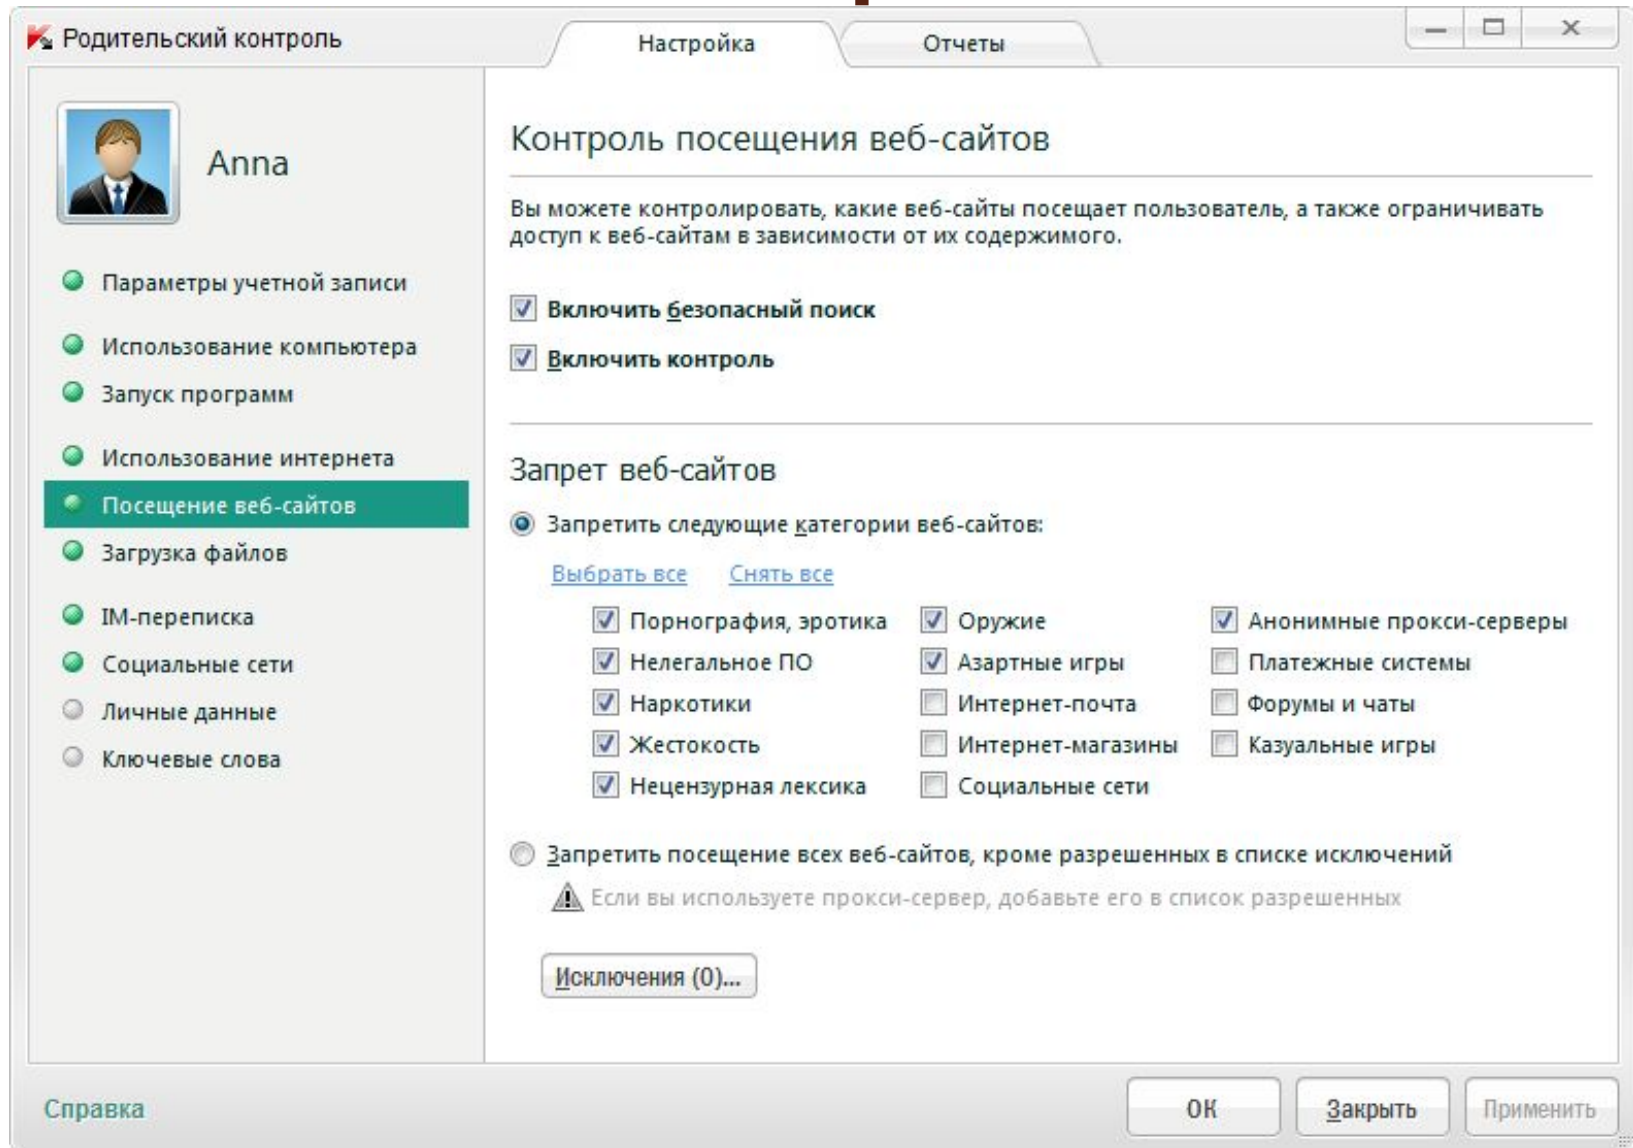 Родительский контроль
Настройка
Отчеты
Anna
Параметры учетной записи
Использование компьютера
Запуск программ
Использование интернета
Посещение веб-сайтов
Загрузка файлов
IM-переписка
Социальные сети
Личные данные
Ключевые слова
Контроль посещения веб-сайтов
Вы можете контролировать, какие веб-сайты посещает пользователь, а также ограничивать
доступ к веб-сайтам в зависимости от их содержимого.
Включить безопасный поиск
Включить контроль
Запрет веб-сайтов
Запретить следующие категории веб-сайтов:
Выбрать все Снять все
Порнография, эротика Оружие Анонимные прокси-серверы
Нелегальное ПО Азартные игры Платежные системы
Наркотики Интернет-почта Форумы и чаты
Жестокость Интернет-магазины Казуальные игры
Нецензурная лексика Социальные сети
Запретить посещение всех веб-сайтов, кроме разрешенных в списке исключений
Если вы используете прокси-сервер, добавьте его в список разрешенных
Исключения (0)...
Справка
ОК Закрыть Применить